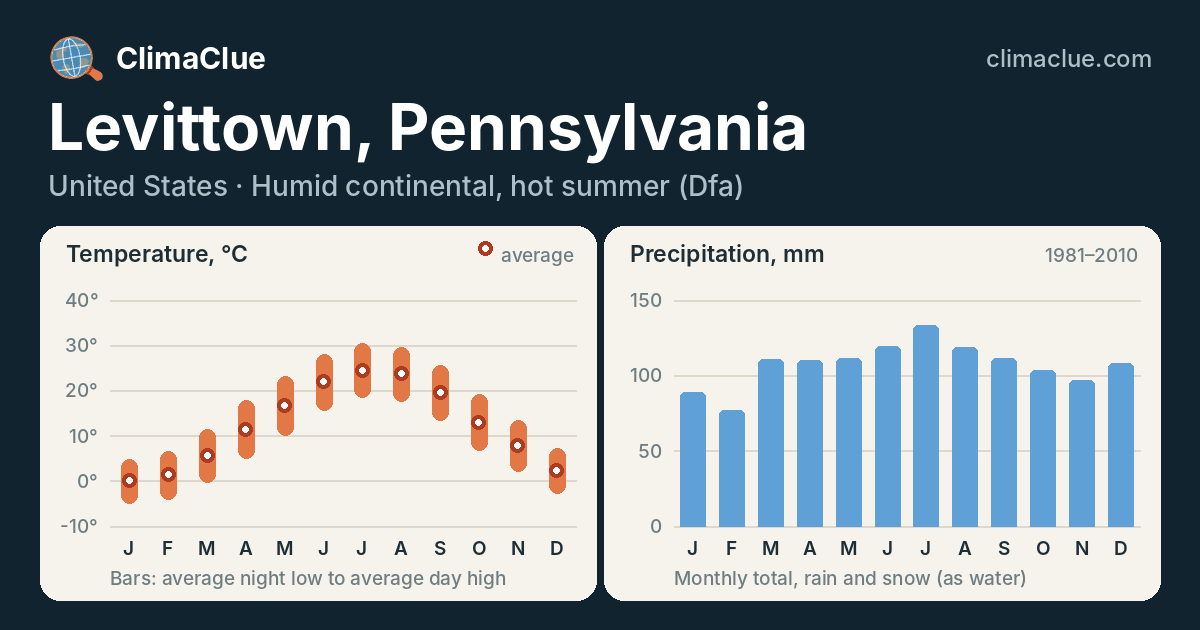 ClimaClue
climaclue.com
Levittown, Pennsylvania
United States · Humid continental, hot summer (Dfa)
Temperature, °C
average
40°
30°
20°
10°
0°
-10°
J F M A M J J A S O N D
Bars: average night low to average day high
Precipitation, mm
1981–2010
150
100
50
0
J F M A M J J A S O N D
Monthly total, rain and snow (as water)